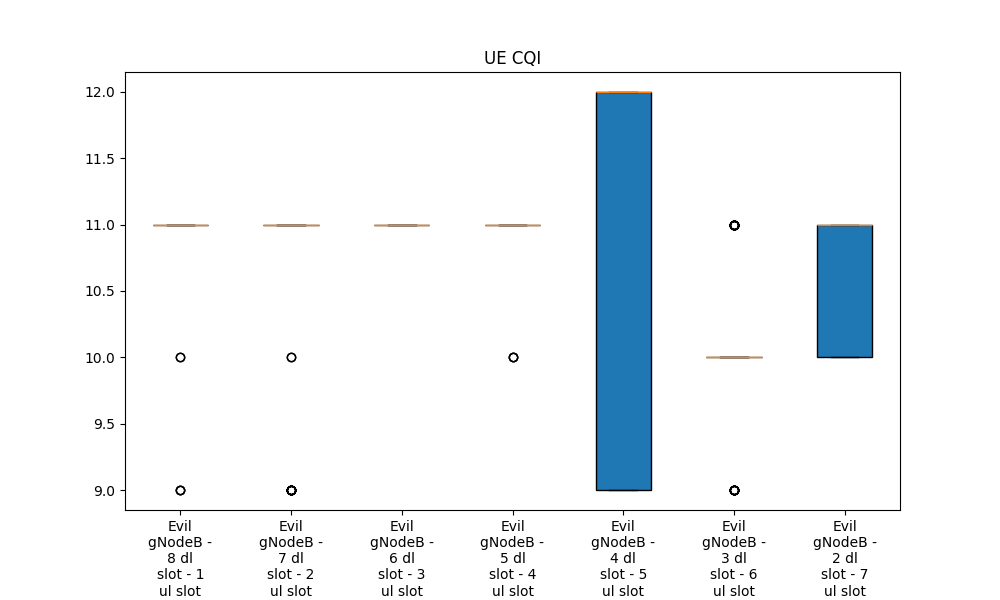 UE CQI
12.0
11.5
11.0
10.5
10.0
9.5
9.0
Evil
gNodeB -
8 dl
slot - 1
ul slot
Evil
gNodeB -
7 dl
slot - 2
ul slot
Evil
gNodeB -
6 dl
slot - 3
ul slot
Evil
gNodeB -
5 dl
slot - 4
ul slot
Evil
gNodeB -
4 dl
slot - 5
ul slot
Evil
gNodeB -
3 dl
slot - 6
ul slot
Evil
gNodeB -
2 dl
slot - 7
ul slot